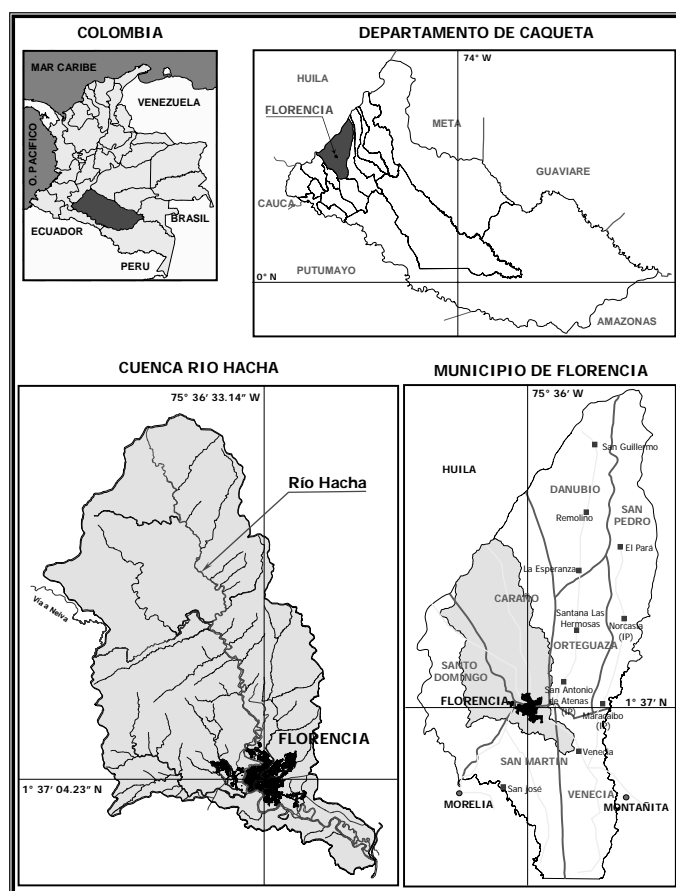 COLOMBIA
MAR CARIBE
VENEZUELA
O. PACIFICO
BRASIL
ECUADOR
PERU
DEPARTAMENTO DE CAQUETA
74° W
HUILA
FLORENCIA
META
GUAVIARE
CAUCA
0° N
PUTUMAYO
AMAZONAS
CUENCA RIO HACHA
75° 36' 33.14" W
Río Hacha
Vía a Neiva
FLORENCIA
1° 37' 04.23" N
MUNICIPIO DE FLORENCIA
75° 36' W
San Guillermo
HUILA
DANUBIO
SAN
PEDRO
Remolino
El Pará
La Esperanza
CARAÑO
Santana Las
Hermosas
Norcasia
(IP)
ORTEGUAZA
SANTO
DOMINGO
San Antonio
de Atenas
(IP)
FLORENCIA
1° 37' N
Maracaibo
(IP)
Venecia
SAN MARTIN
San José
VENECIA
MORELIA
MONTAÑITA